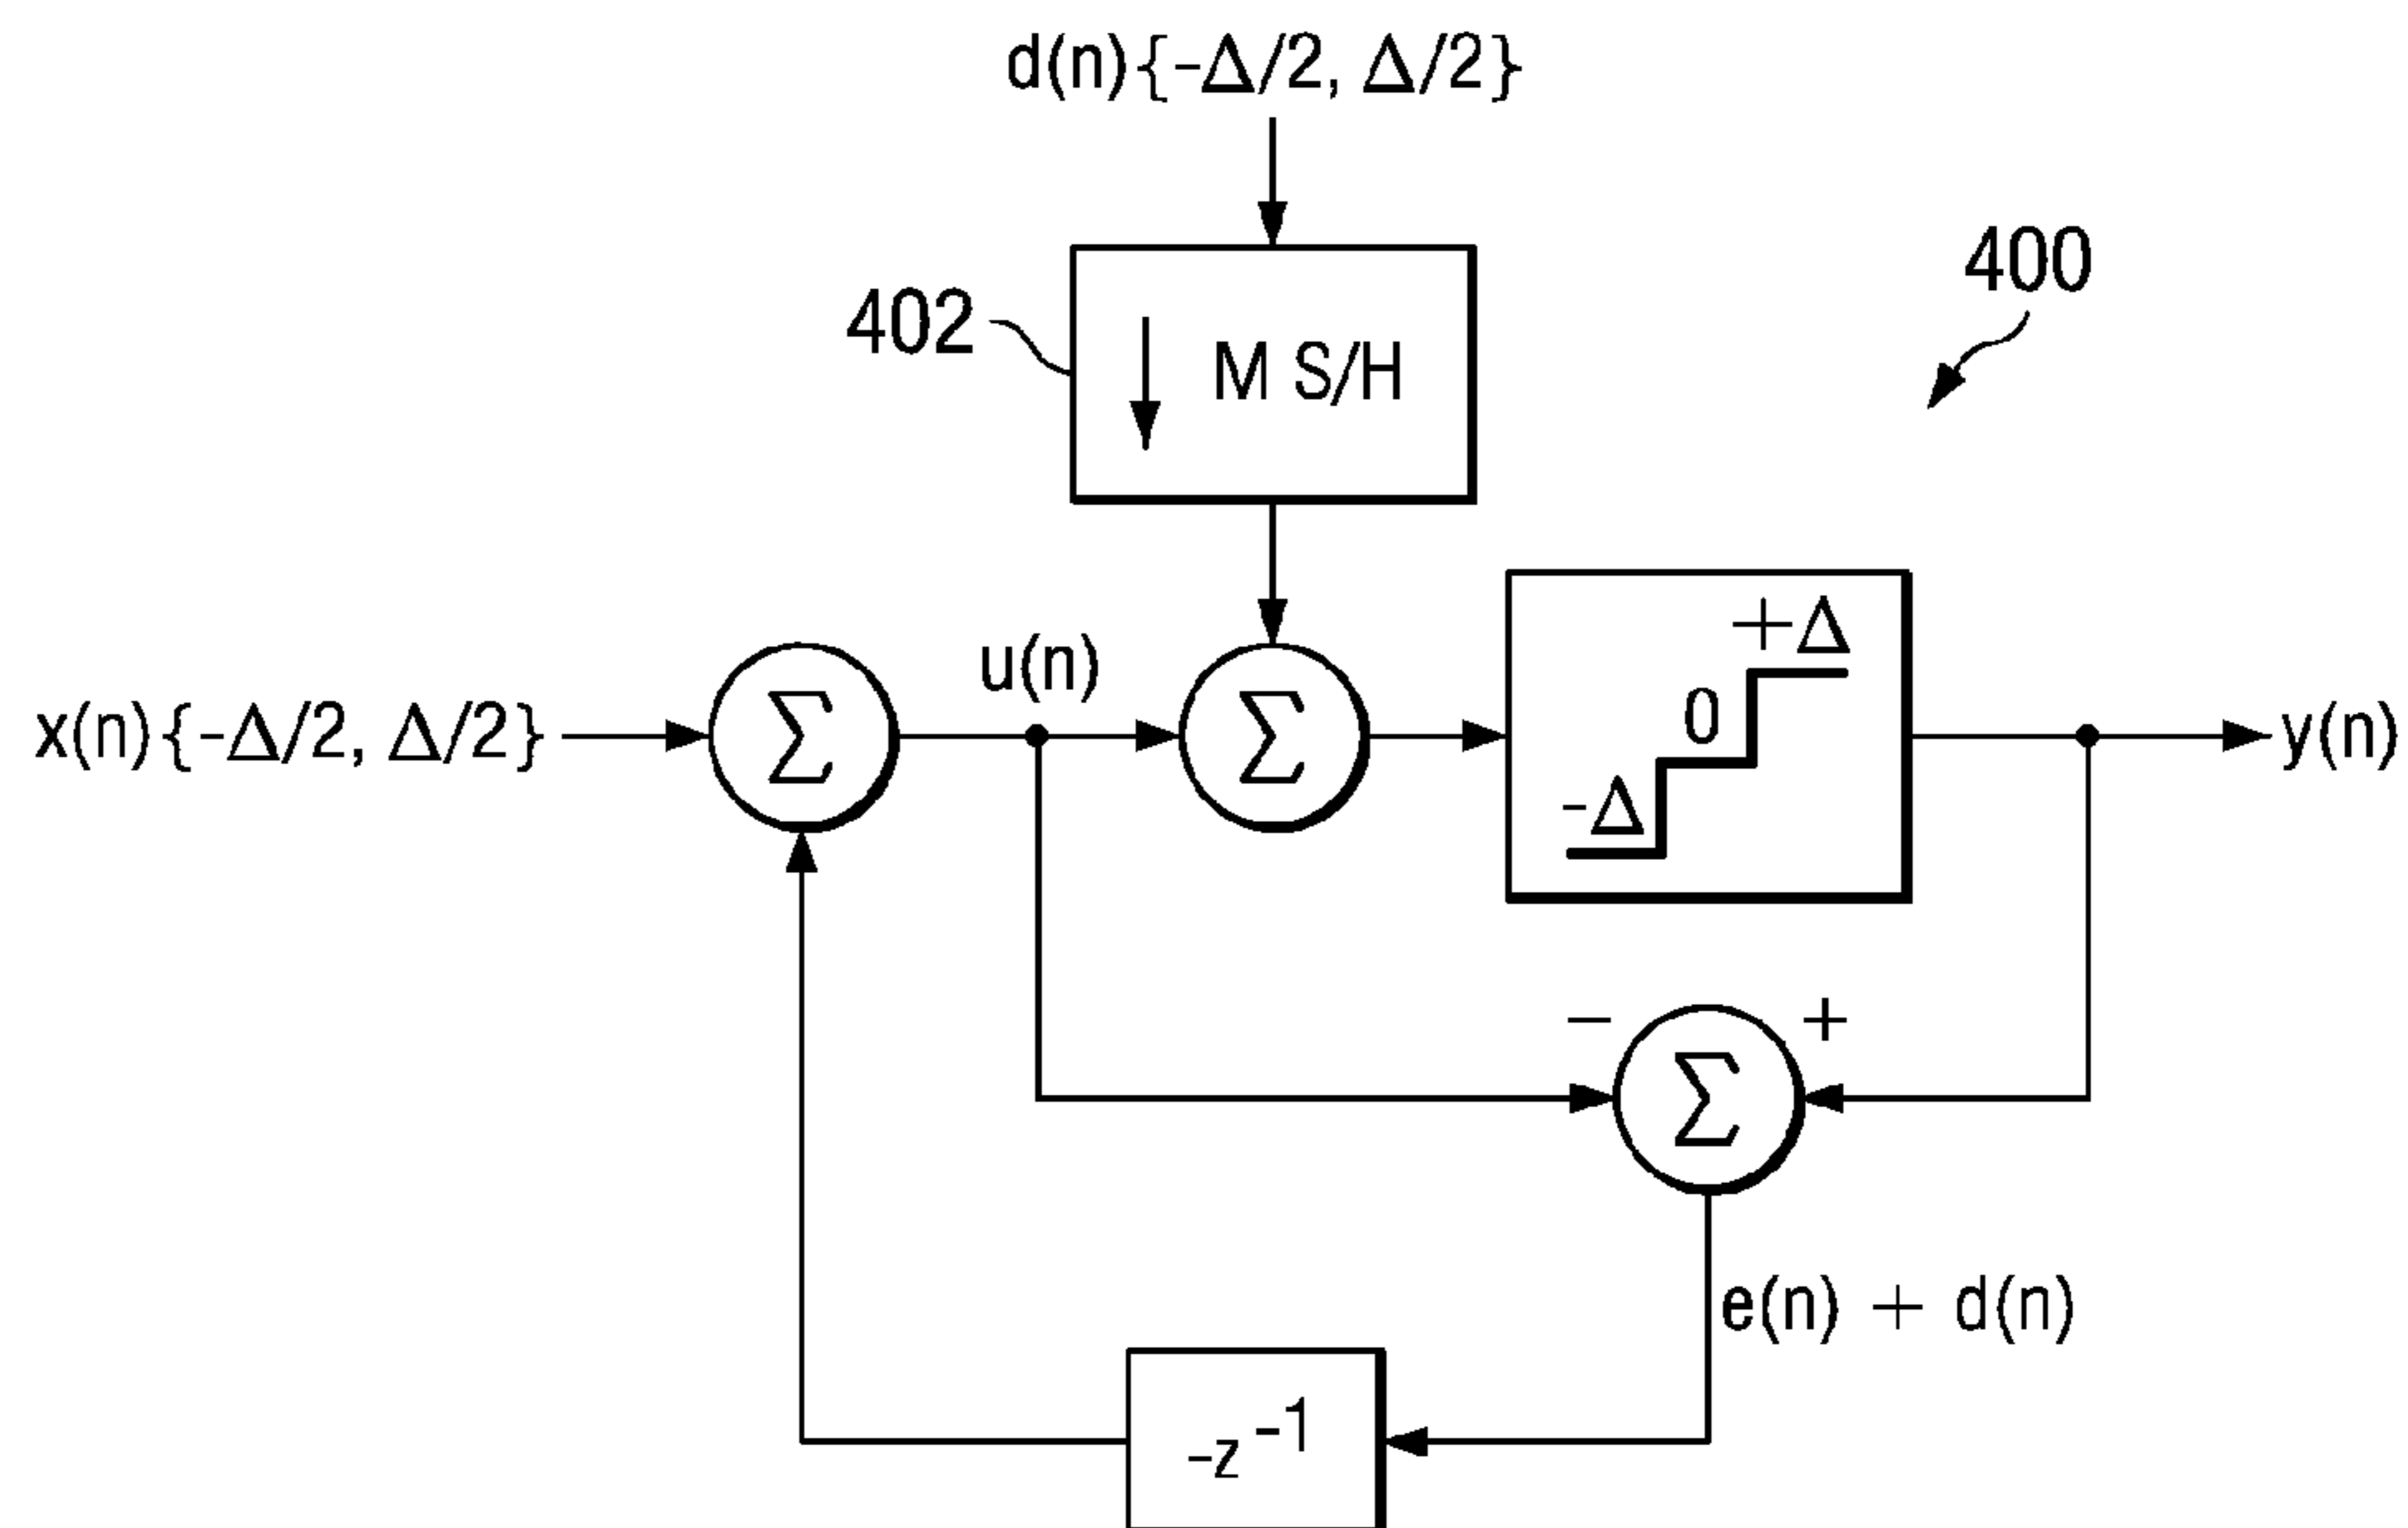 d(n){-Δ/2, Δ/2}
400
402
M S/H
+Δ
u(n)
0
x(n){-Δ/2, Δ/2}
Σ
Σ
y(n)
-Δ
− +
Σ
e(n) + d(n)
-z⁻¹